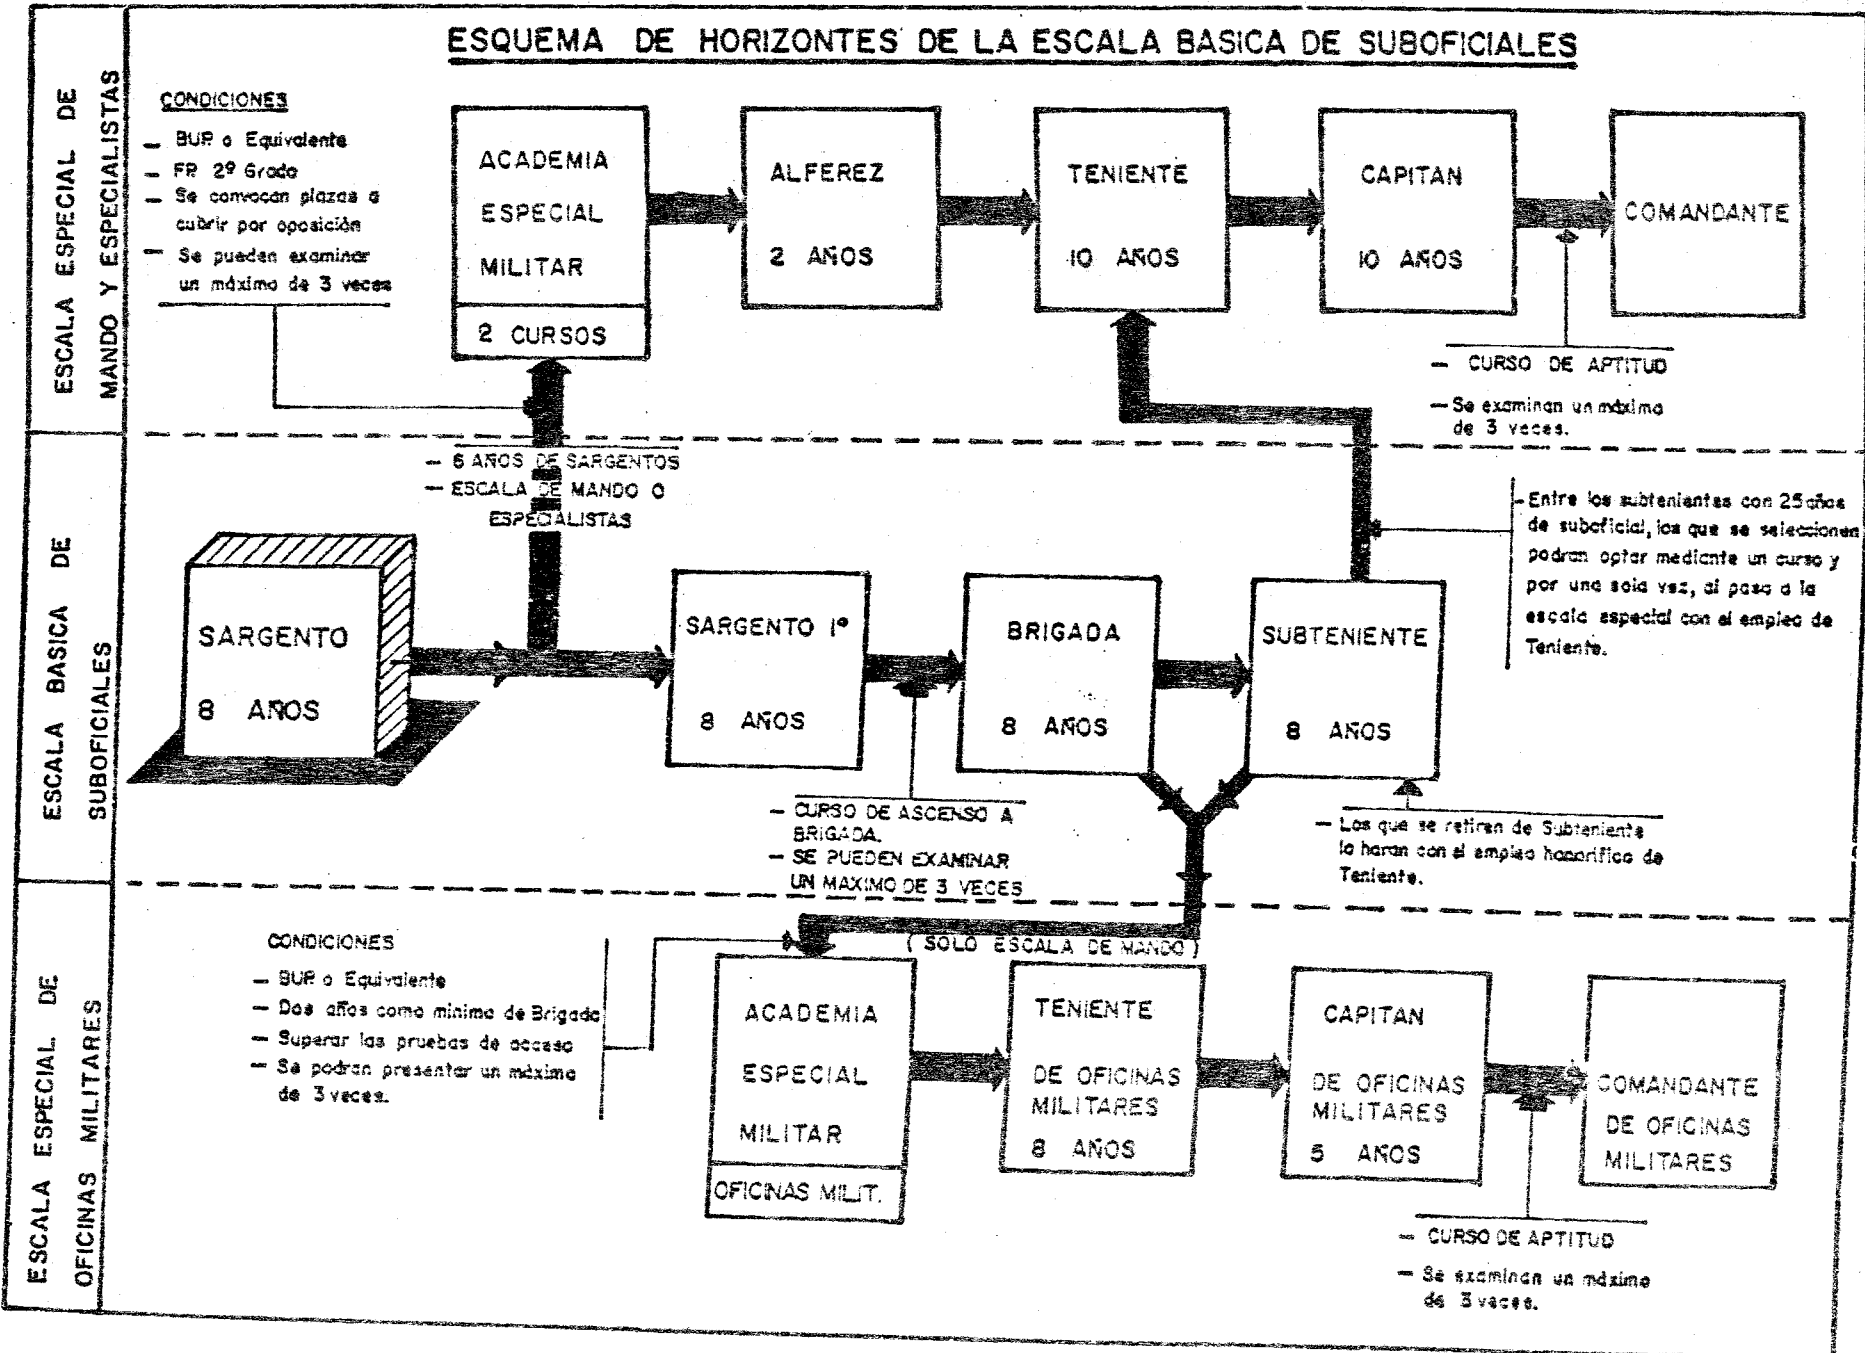 ESQUEMA DE HORIZONTES DE LA ESCALA BASICA DE SUBOFICIALES
ESCALA ESPECIAL DE
MANDO Y ESPECIALISTAS
CONDICIONES
— BUP o Equivalente
— FP 2º Grado
— Se convocan plazas a
cubrir por oposición
— Se pueden examinar
un máximo de 3 veces
ACADEMIA
ESPECIAL
MILITAR
2 CURSOS
ALFEREZ
2 AÑOS
TENIENTE
10 AÑOS
CAPITAN
10 AÑOS
COMANDANTE
— CURSO DE APTITUD
— Se examinan un máximo
de 3 veces.
ESCALA BASICA DE
SUBOFICIALES
— 6 AÑOS DE SARGENTOS
— ESCALA DE MANDO O
ESPECIALISTAS
SARGENTO
8 AÑOS
SARGENTO 1º
8 AÑOS
BRIGADA
8 AÑOS
SUBTENIENTE
8 AÑOS
— Entre los subtenientes con 25 años
de suboficial, los que se seleccionen
podran optar mediante un curso y
por una sola vez, al paso a la
escala especial con el empleo de
Teniente.
— CURSO DE ASCENSO A
BRIGADA.
— SE PUEDEN EXAMINAR
UN MAXIMO DE 3 VECES
— Los que se retiren de Subteniente
lo haran con el empleo honorifico de
Teniente.
ESCALA ESPECIAL DE
OFICINAS MILITARES
CONDICIONES
— BUP o Equivalente
— Dos años como minimo de Brigada
— Superar las pruebas de acceso
— Se podran presentar un máximo
de 3 veces.
( SOLO ESCALA DE MANDO )
ACADEMIA
ESPECIAL
MILITAR
OFICINAS MILIT.
TENIENTE
DE OFICINAS
MILITARES
8 AÑOS
CAPITAN
DE OFICINAS
MILITARES
5 AÑOS
COMANDANTE
DE OFICINAS
MILITARES
— CURSO DE APTITUD
— Se examinan un máximo
de 3 veces.